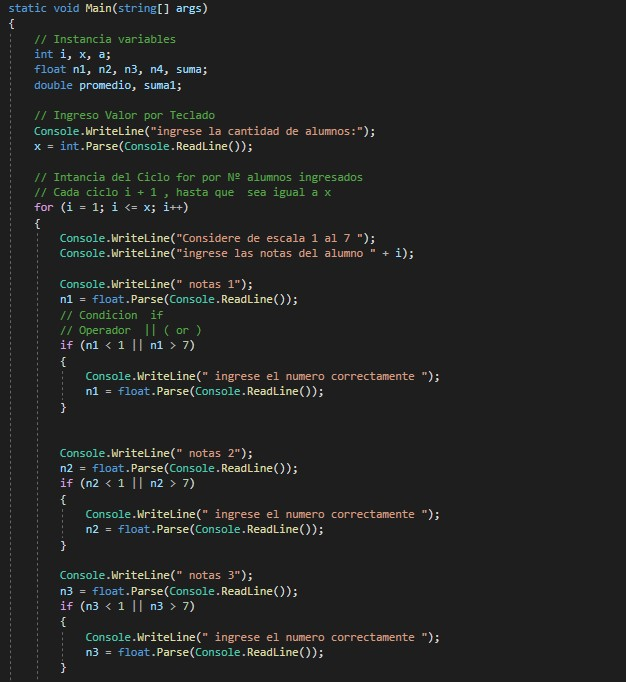 static void Main(string[] args)
{
// Instancia variables
int i, x, a;
float n1, n2, n3, n4, suma;
double promedio, suma1;
// Ingreso Valor por Teclado
Console.WriteLine("ingrese la cantidad de alumnos:");
x = int.Parse(Console.ReadLine());
// Intancia del Ciclo for por Nº alumnos ingresados
// Cada ciclo i + 1 , hasta que  sea igual a x
for (i = 1; i <= x; i++)
{
Console.WriteLine("Considere de escala 1 al 7 ");
Console.WriteLine("ingrese las notas del alumno " + i);
Console.WriteLine(" notas 1");
n1 = float.Parse(Console.ReadLine());
// Condicion  if
// Operador  || ( or )
if (n1 < 1 || n1 > 7)
{
Console.WriteLine(" ingrese el numero correctamente ");
n1 = float.Parse(Console.ReadLine());
}
Console.WriteLine(" notas 2");
n2 = float.Parse(Console.ReadLine());
if (n2 < 1 || n2 > 7)
{
Console.WriteLine(" ingrese el numero correctamente ");
n2 = float.Parse(Console.ReadLine());
}
Console.WriteLine(" notas 3");
n3 = float.Parse(Console.ReadLine());
if (n3 < 1 || n3 > 7)
{
Console.WriteLine(" ingrese el numero correctamente ");
n3 = float.Parse(Console.ReadLine());
}